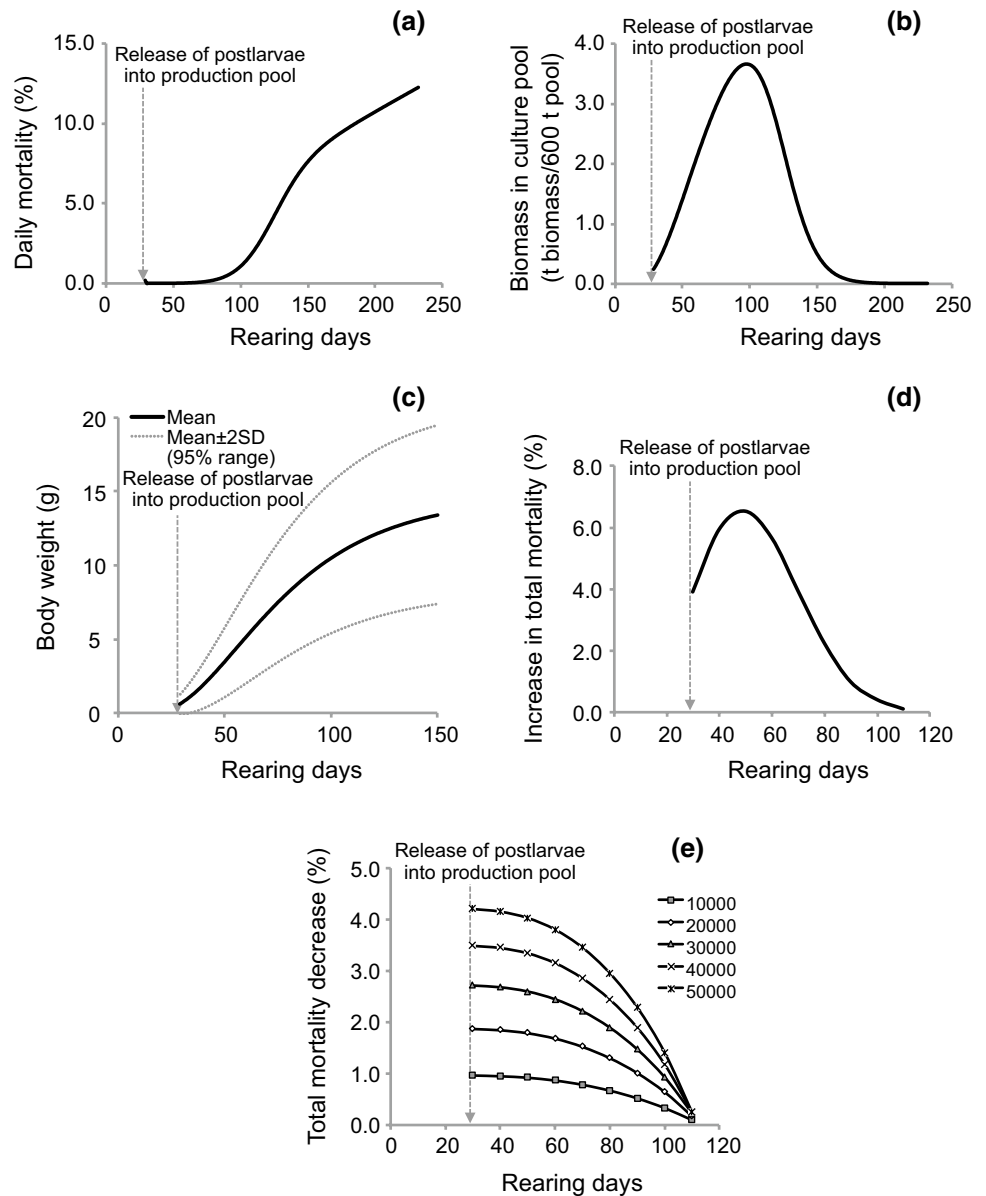 (a)
15.0
10.0
5.0
0.0
Daily mortality (%)
Release of postlarvae
into production pool
0 50 100 150 200 250
Rearing days
(b)
4.0
3.0
2.0
1.0
0.0
Biomass in culture pool
(t biomass/600 t pool)
Release of postlarvae
into production pool
0 50 100 150 200 250
Rearing days
(c)
20
15
10
5
0
Body weight (g)
Mean
Mean±2SD
(95% range)
Release of postlarvae
into production pool
0 50 100 150
Rearing days
(d)
8.0
6.0
4.0
2.0
0.0
Increase in total mortality (%)
Release of postlarvae
into production pool
0 20 40 60 80 100 120
Rearing days
(e)
5.0
4.0
3.0
2.0
1.0
0.0
Total mortality decrease (%)
Release of postlarvae
into production pool
10000
20000
30000
40000
50000
0 20 40 60 80 100 120
Rearing days